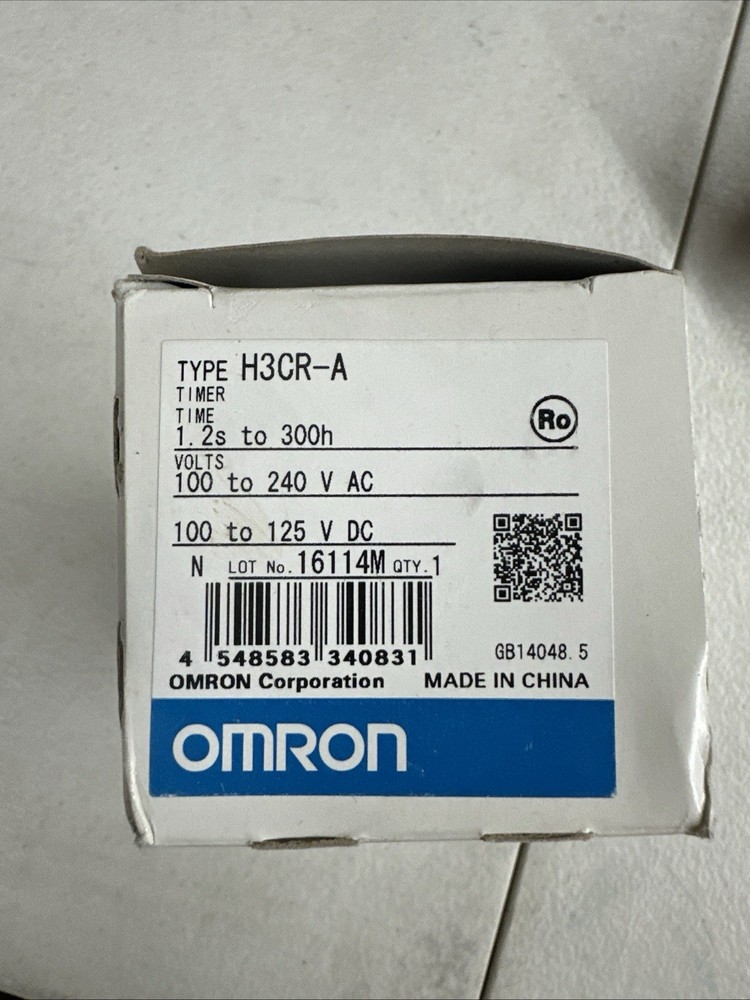 TYPE H3CR-A
TIMER
TIME
1.2s to 300h
Ro
VOLTS
100 to 240 V AC
100 to 125 V DC
N LOT No.16114M QTY.1
4 548583 340831
GB14048.5
OMRON Corporation MADE IN CHINA
OMRON